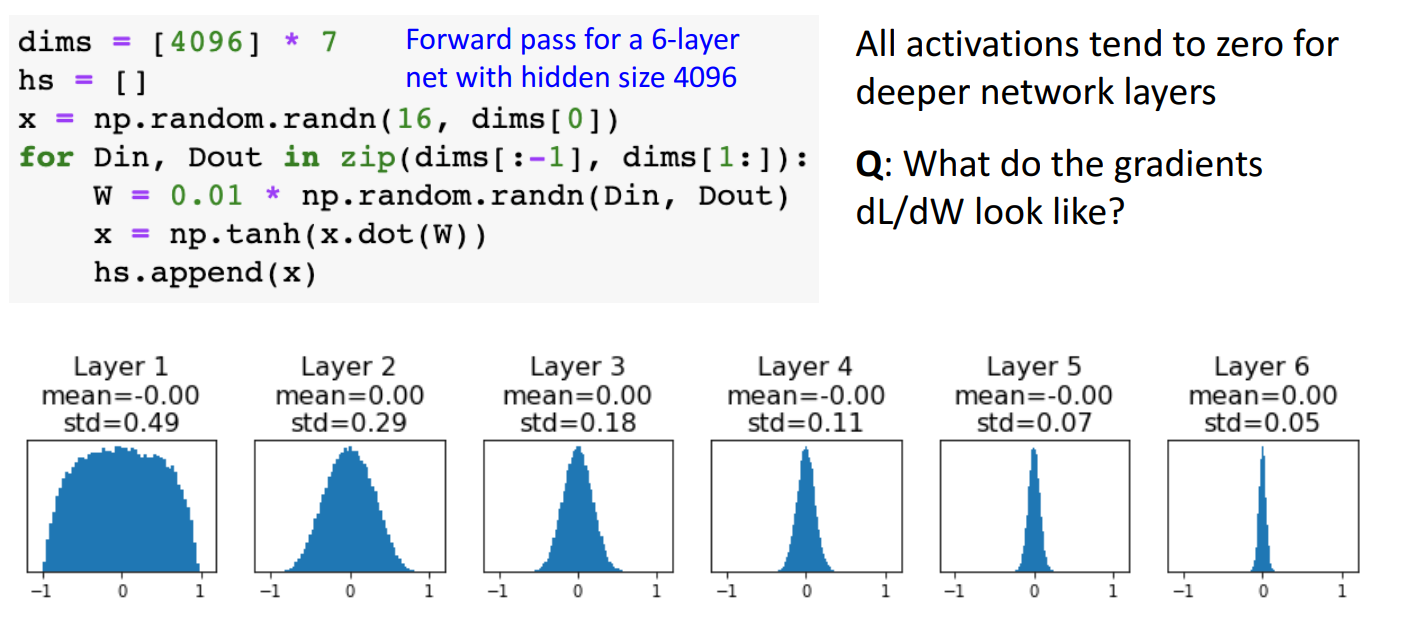 dims = [4096] * 7
hs = []
x = np.random.randn(16, dims[0])
for Din, Dout in zip(dims[:-1], dims[1:]):
    W = 0.01 * np.random.randn(Din, Dout)
    x = np.tanh(x.dot(W))
    hs.append(x)
Forward pass for a 6-layer
net with hidden size 4096
All activations tend to zero for
deeper network layers
Q: What do the gradients
dL/dW look like?
Layer 1
mean=-0.00
std=0.49
-1 0 1
Layer 2
mean=0.00
std=0.29
-1 0 1
Layer 3
mean=0.00
std=0.18
-1 0 1
Layer 4
mean=-0.00
std=0.11
-1 0 1
Layer 5
mean=-0.00
std=0.07
-1 0 1
Layer 6
mean=0.00
std=0.05
-1 0 1